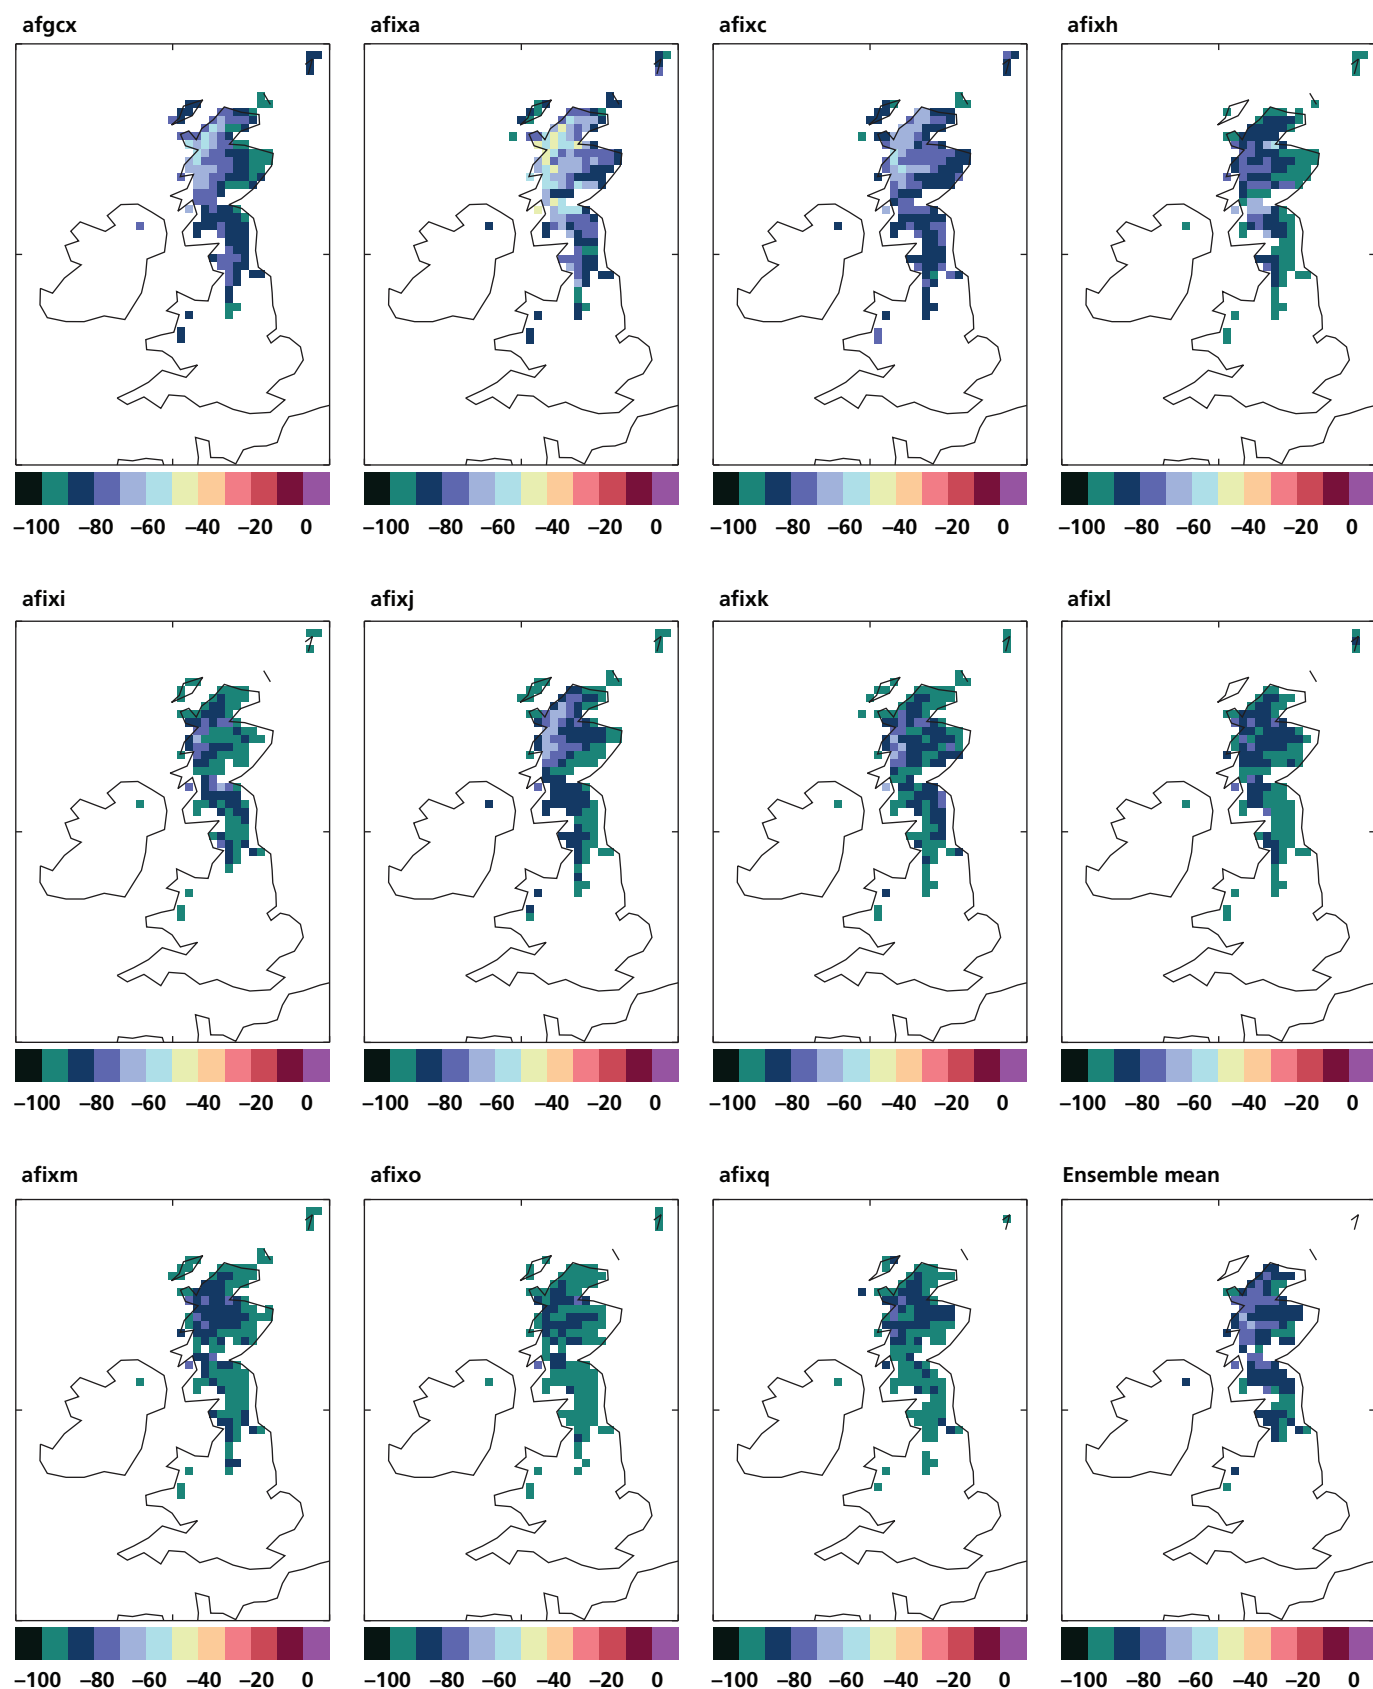 afgcx afixa afixc afixh
−100 −80 −60 −40 −20 0 −100 −80 −60 −40 −20 0 −100 −80 −60 −40 −20 0 −100 −80 −60 −40 −20 0
afixi afixj afixk afixl
−100 −80 −60 −40 −20 0 −100 −80 −60 −40 −20 0 −100 −80 −60 −40 −20 0 −100 −80 −60 −40 −20 0
afixm afixo afixq Ensemble mean
−100 −80 −60 −40 −20 0 −100 −80 −60 −40 −20 0 −100 −80 −60 −40 −20 0 −100 −80 −60 −40 −20 0